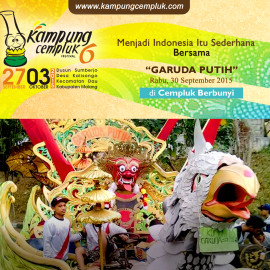 www.kampungcempluk.com
Kampung
cempluk 6
FESTIVAL
27 03
SEPTEMBER OKTOBER
Dusun Sumberjo
Desa Kalisongo
Kecamatan Dau
Kabupaten Malang
Menjadi Indonesia Itu Sederhana
Bersama
"GARUDA PUTIH"
Rabu, 30 September 2015
di Cempluk Berbunyi